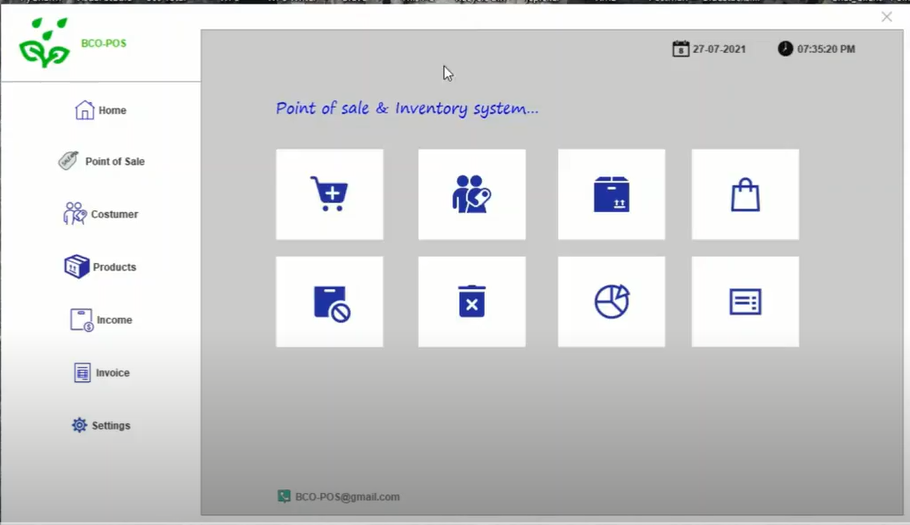 BCO-POS
27-07-2021
07:35:20 PM
Point of sale & Inventory system...
Home
Point of Sale
Costumer
Products
Income
Invoice
Settings
BCO-POS@gmail.com